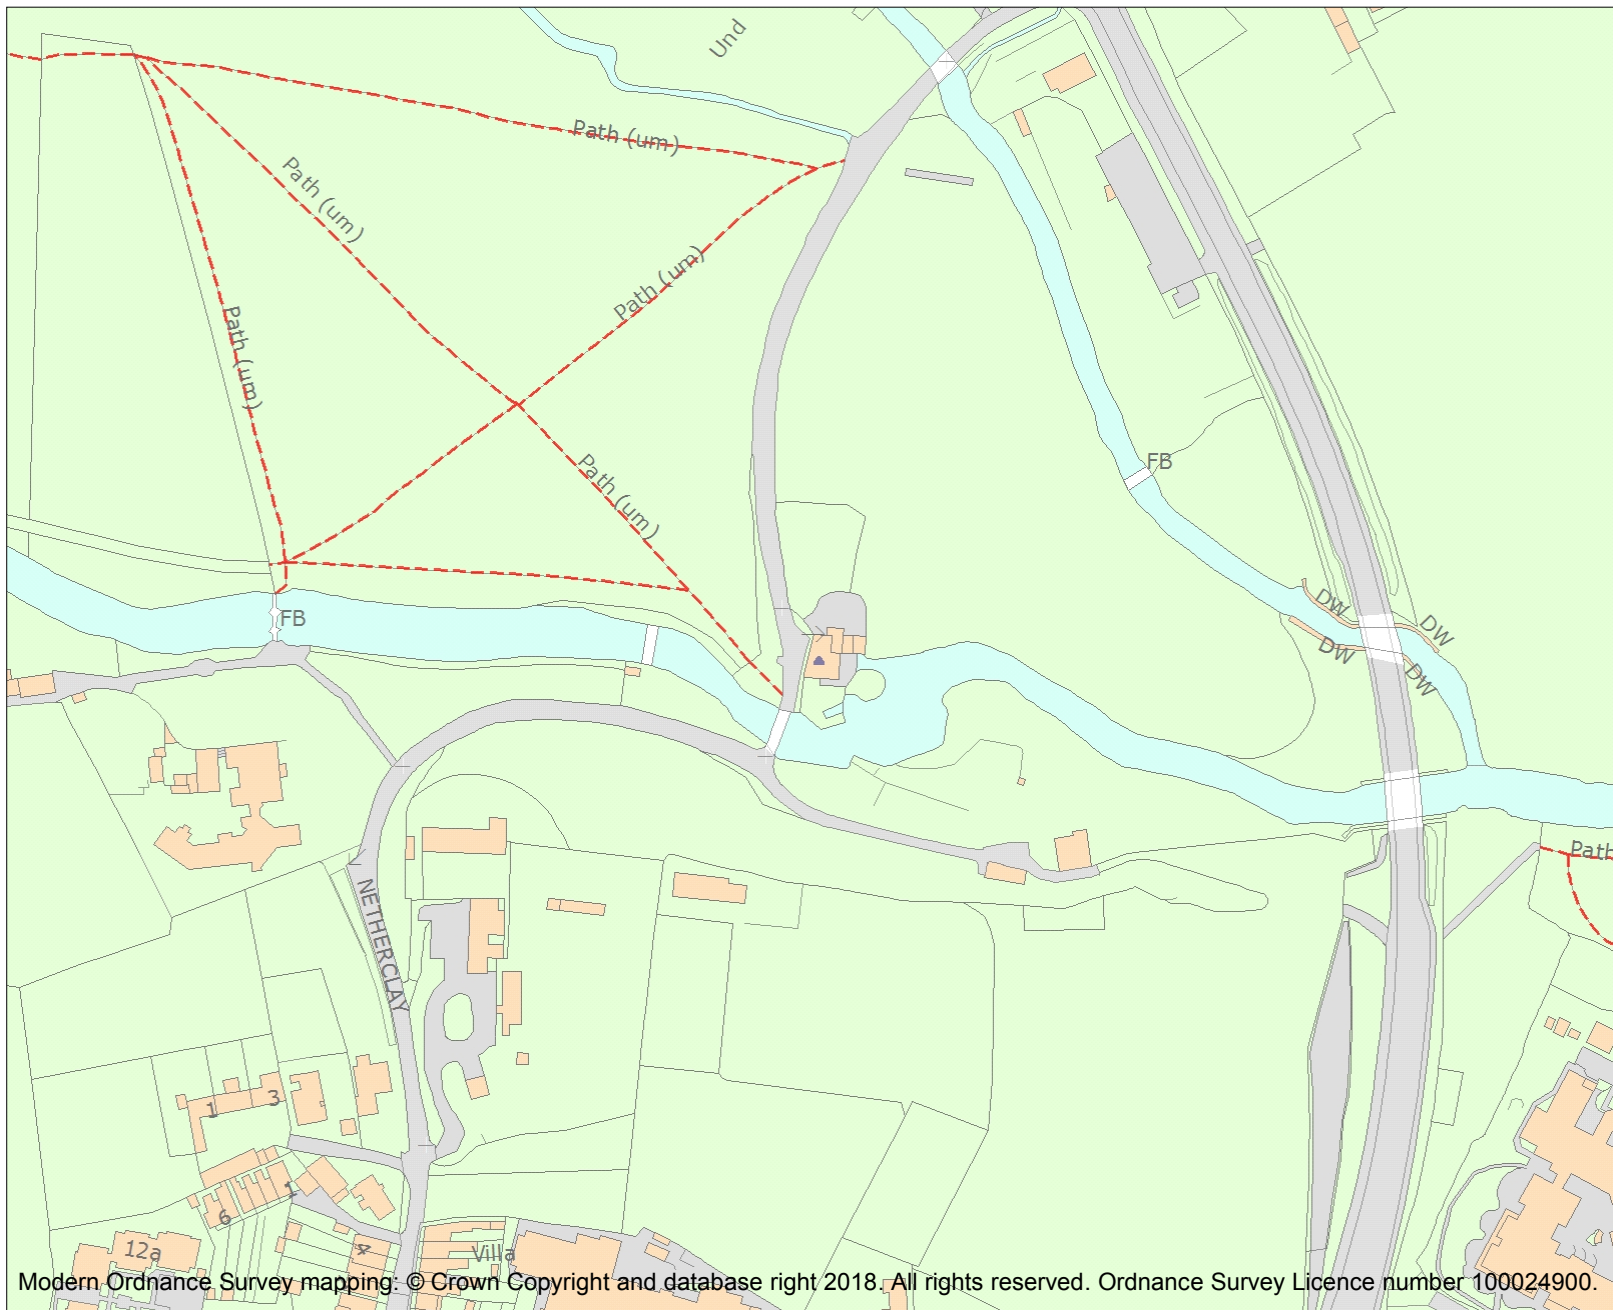 Und
Path (um)
Path (um)
Path (um)
Path (um)
FB
Path (um)
DW
DW
FB
DW
DW
Path
NETHERCLAY
3
1
1
6
4
12a
Villa
Modern Ordnance Survey mapping: © Crown Copyright and database right 2018. All rights reserved. Ordnance Survey Licence number 100024900.